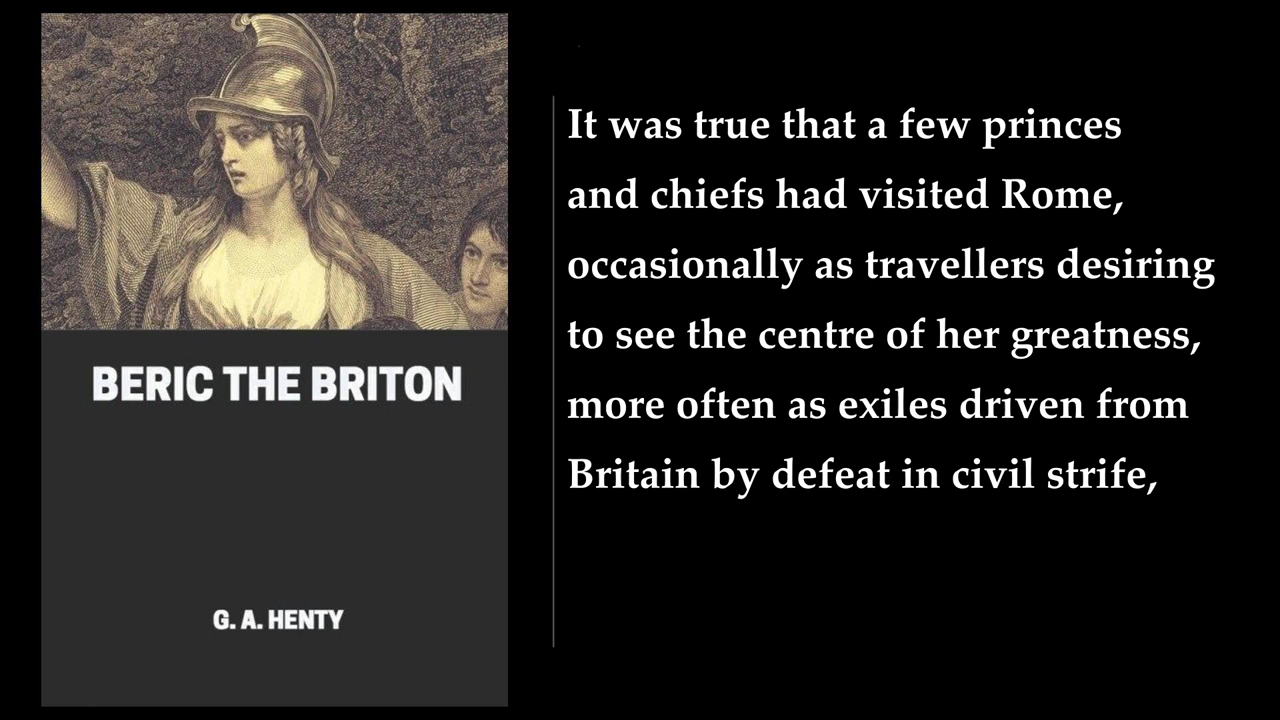 BERIC THE BRITON
G. A. HENTY
It was true that a few princes
and chiefs had visited Rome,
occasionally as travellers desiring
to see the centre of her greatness,
more often as exiles driven from
Britain by defeat in civil strife,